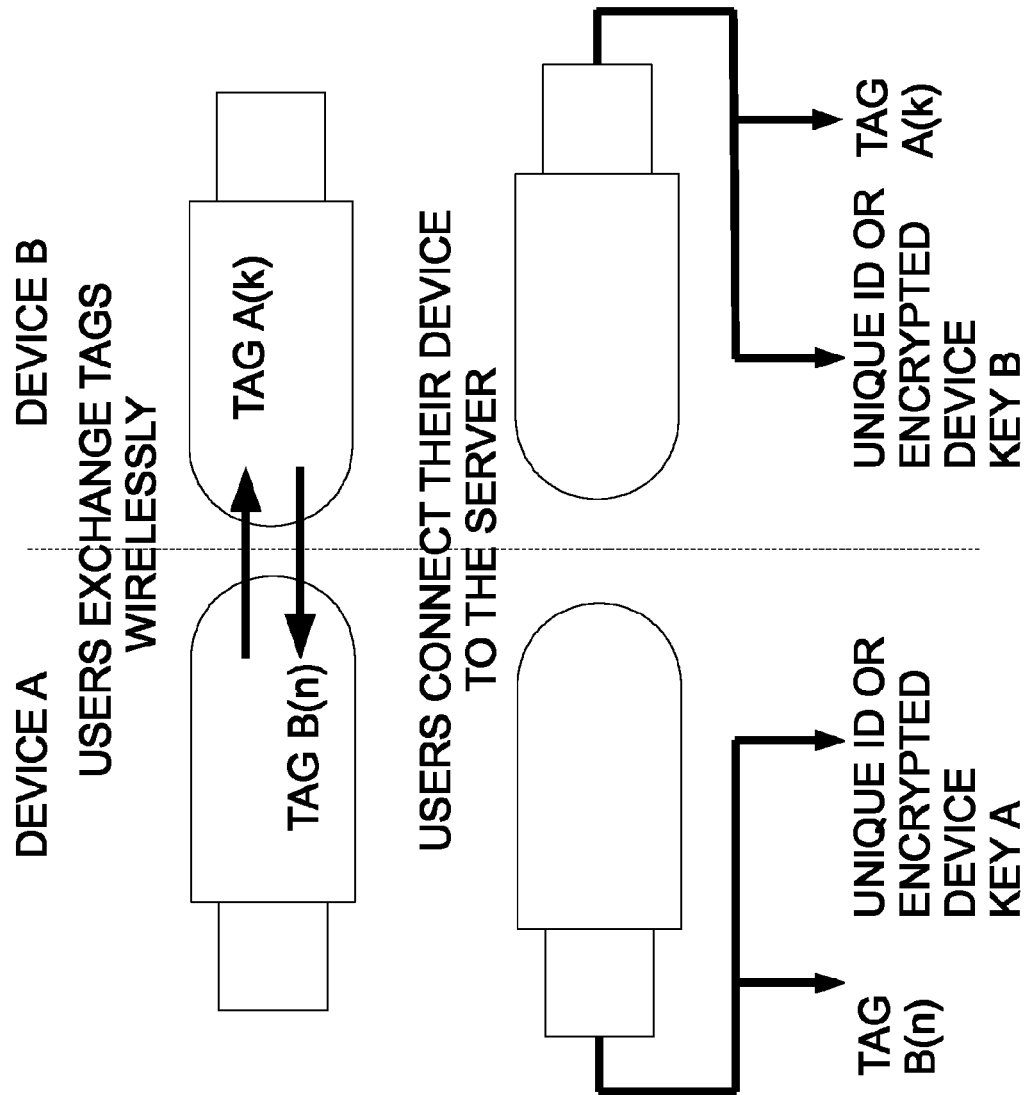 DEVICE A
DEVICE B
USERS EXCHANGE TAGS
WIRELESSLY
TAG B(n)
TAG A(k)
USERS CONNECT THEIR DEVICE
TO THE SERVER
TAG
B(n)
UNIQUE ID OR
ENCRYPTED
DEVICE
KEY A
UNIQUE ID OR
ENCRYPTED
DEVICE
KEY B
TAG
A(k)